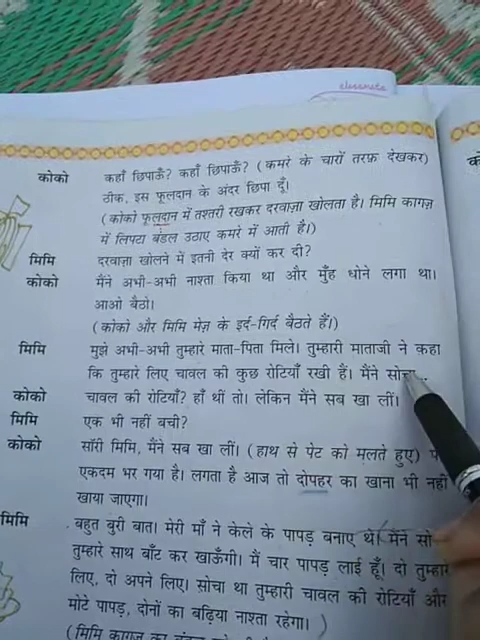 classmate
कोको कहाँ छिपाऊँ? कहाँ छिपाऊँ? (कमरे के चारों तरफ़ देखकर)
ठीक, इस फूलदान के अंदर छिपा दूँ।
(कोको फूलदान में तश्तरी रखकर दरवाज़ा खोलता है। मिमि कागज़
में लिपटा बंडल उठाए कमरे में आती है।)
मिमि दरवाज़ा खोलने में इतनी देर क्यों कर दी?
कोको मैंने अभी-अभी नाश्ता किया था और मुँह धोने लगा था।
आओ बैठो।
(कोको और मिमि मेज़ के इर्द-गिर्द बैठते हैं।)
मिमि मुझे अभी-अभी तुम्हारे माता-पिता मिले। तुम्हारी माताजी ने कहा
कि तुम्हारे लिए चावल की कुछ रोटियाँ रखी हैं। मैंने सोचा
कोको चावल की रोटियाँ? हाँ थीं तो। लेकिन मैंने सब खा लीं।
मिमि एक भी नहीं बची?
कोको सॉरी मिमि, मैंने सब खा लीं। (हाथ से पेट को मलते हुए)
एकदम भर गया है। लगता है आज तो दोपहर का खाना भी नहीं
खाया जाएगा।
मिमि बहुत बुरी बात। मेरी माँ ने केले के पापड़ बनाए थे। मैंने
तुम्हारे साथ बाँट कर खाऊँगी। मैं चार पापड़ लाई हूँ। दो तुम्हारे
लिए, दो अपने लिए। सोचा था तुम्हारी चावल की रोटियाँ और
मोटे पापड़, दोनों का बढ़िया नाश्ता रहेगा।
(मिमि कागज़ का बंडल